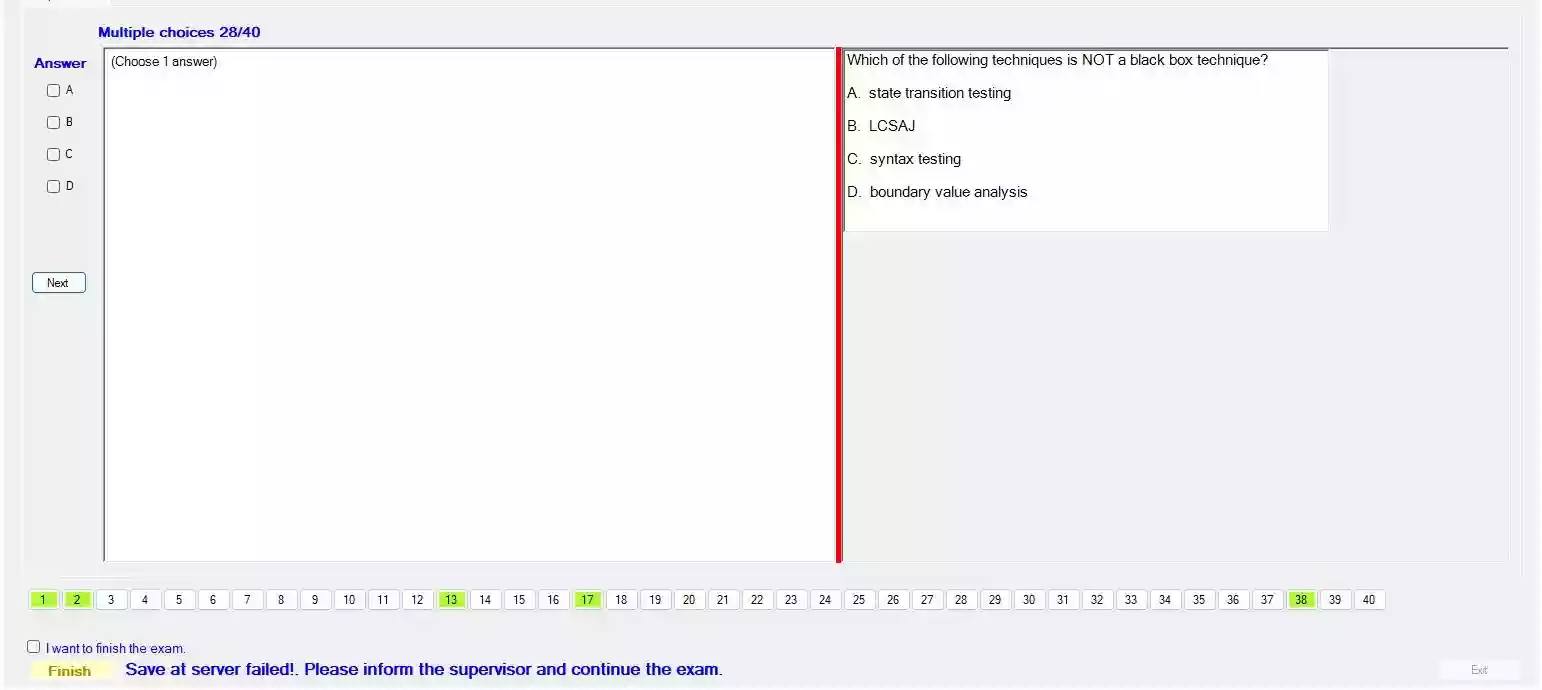 Multiple choices 28/40
Answer
(Choose 1 answer)
A
B
C
D
Next
Which of the following techniques is NOT a black box technique?
A. state transition testing
B. LCSAJ
C. syntax testing
D. boundary value analysis
1 2 3 4 5 6 7 8 9 10 11 12 13 14 15 16 17 18 19 20 21 22 23 24 25 26 27 28 29 30 31 32 33 34 35 36 37 38 39 40
I want to finish the exam.
Finish Save at server failed!. Please inform the supervisor and continue the exam.
Exit